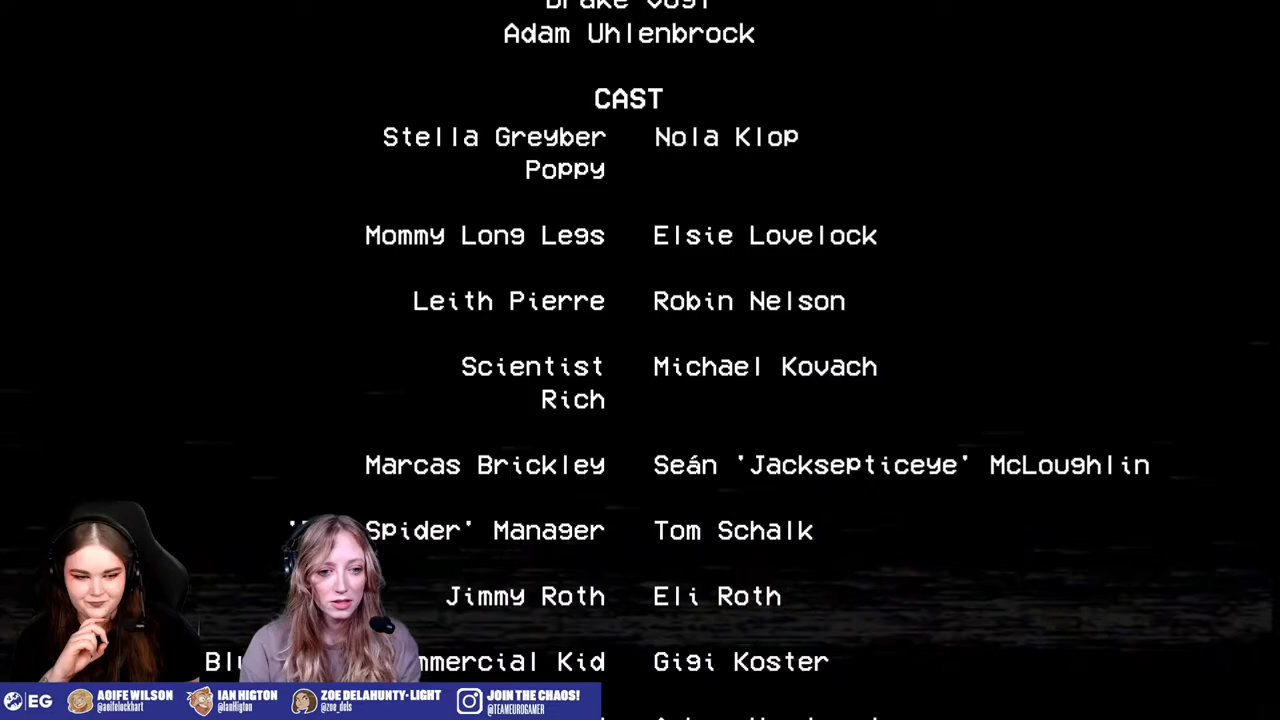 Adam Uhlenbrock
CAST
Stella Greyber Nola Klop
Poppy
Mommy Long Legs Elsie Lovelock
Leith Pierre Robin Nelson
Scientist Michael Kovach
Rich
Marcas Brickley Seán 'Jacksepticeye' McLoughlin
Spider' Manager Tom Schalk
Jimmy Roth Eli Roth
Kid Gigi Koster
EG AOIFE WILSON @aoifelockhart IAN HIGTON @IanHigton ZOE DELAHUNTY-LIGHT @zoe_dels JOIN THE CHAOS! @TEAMEUROGAMER